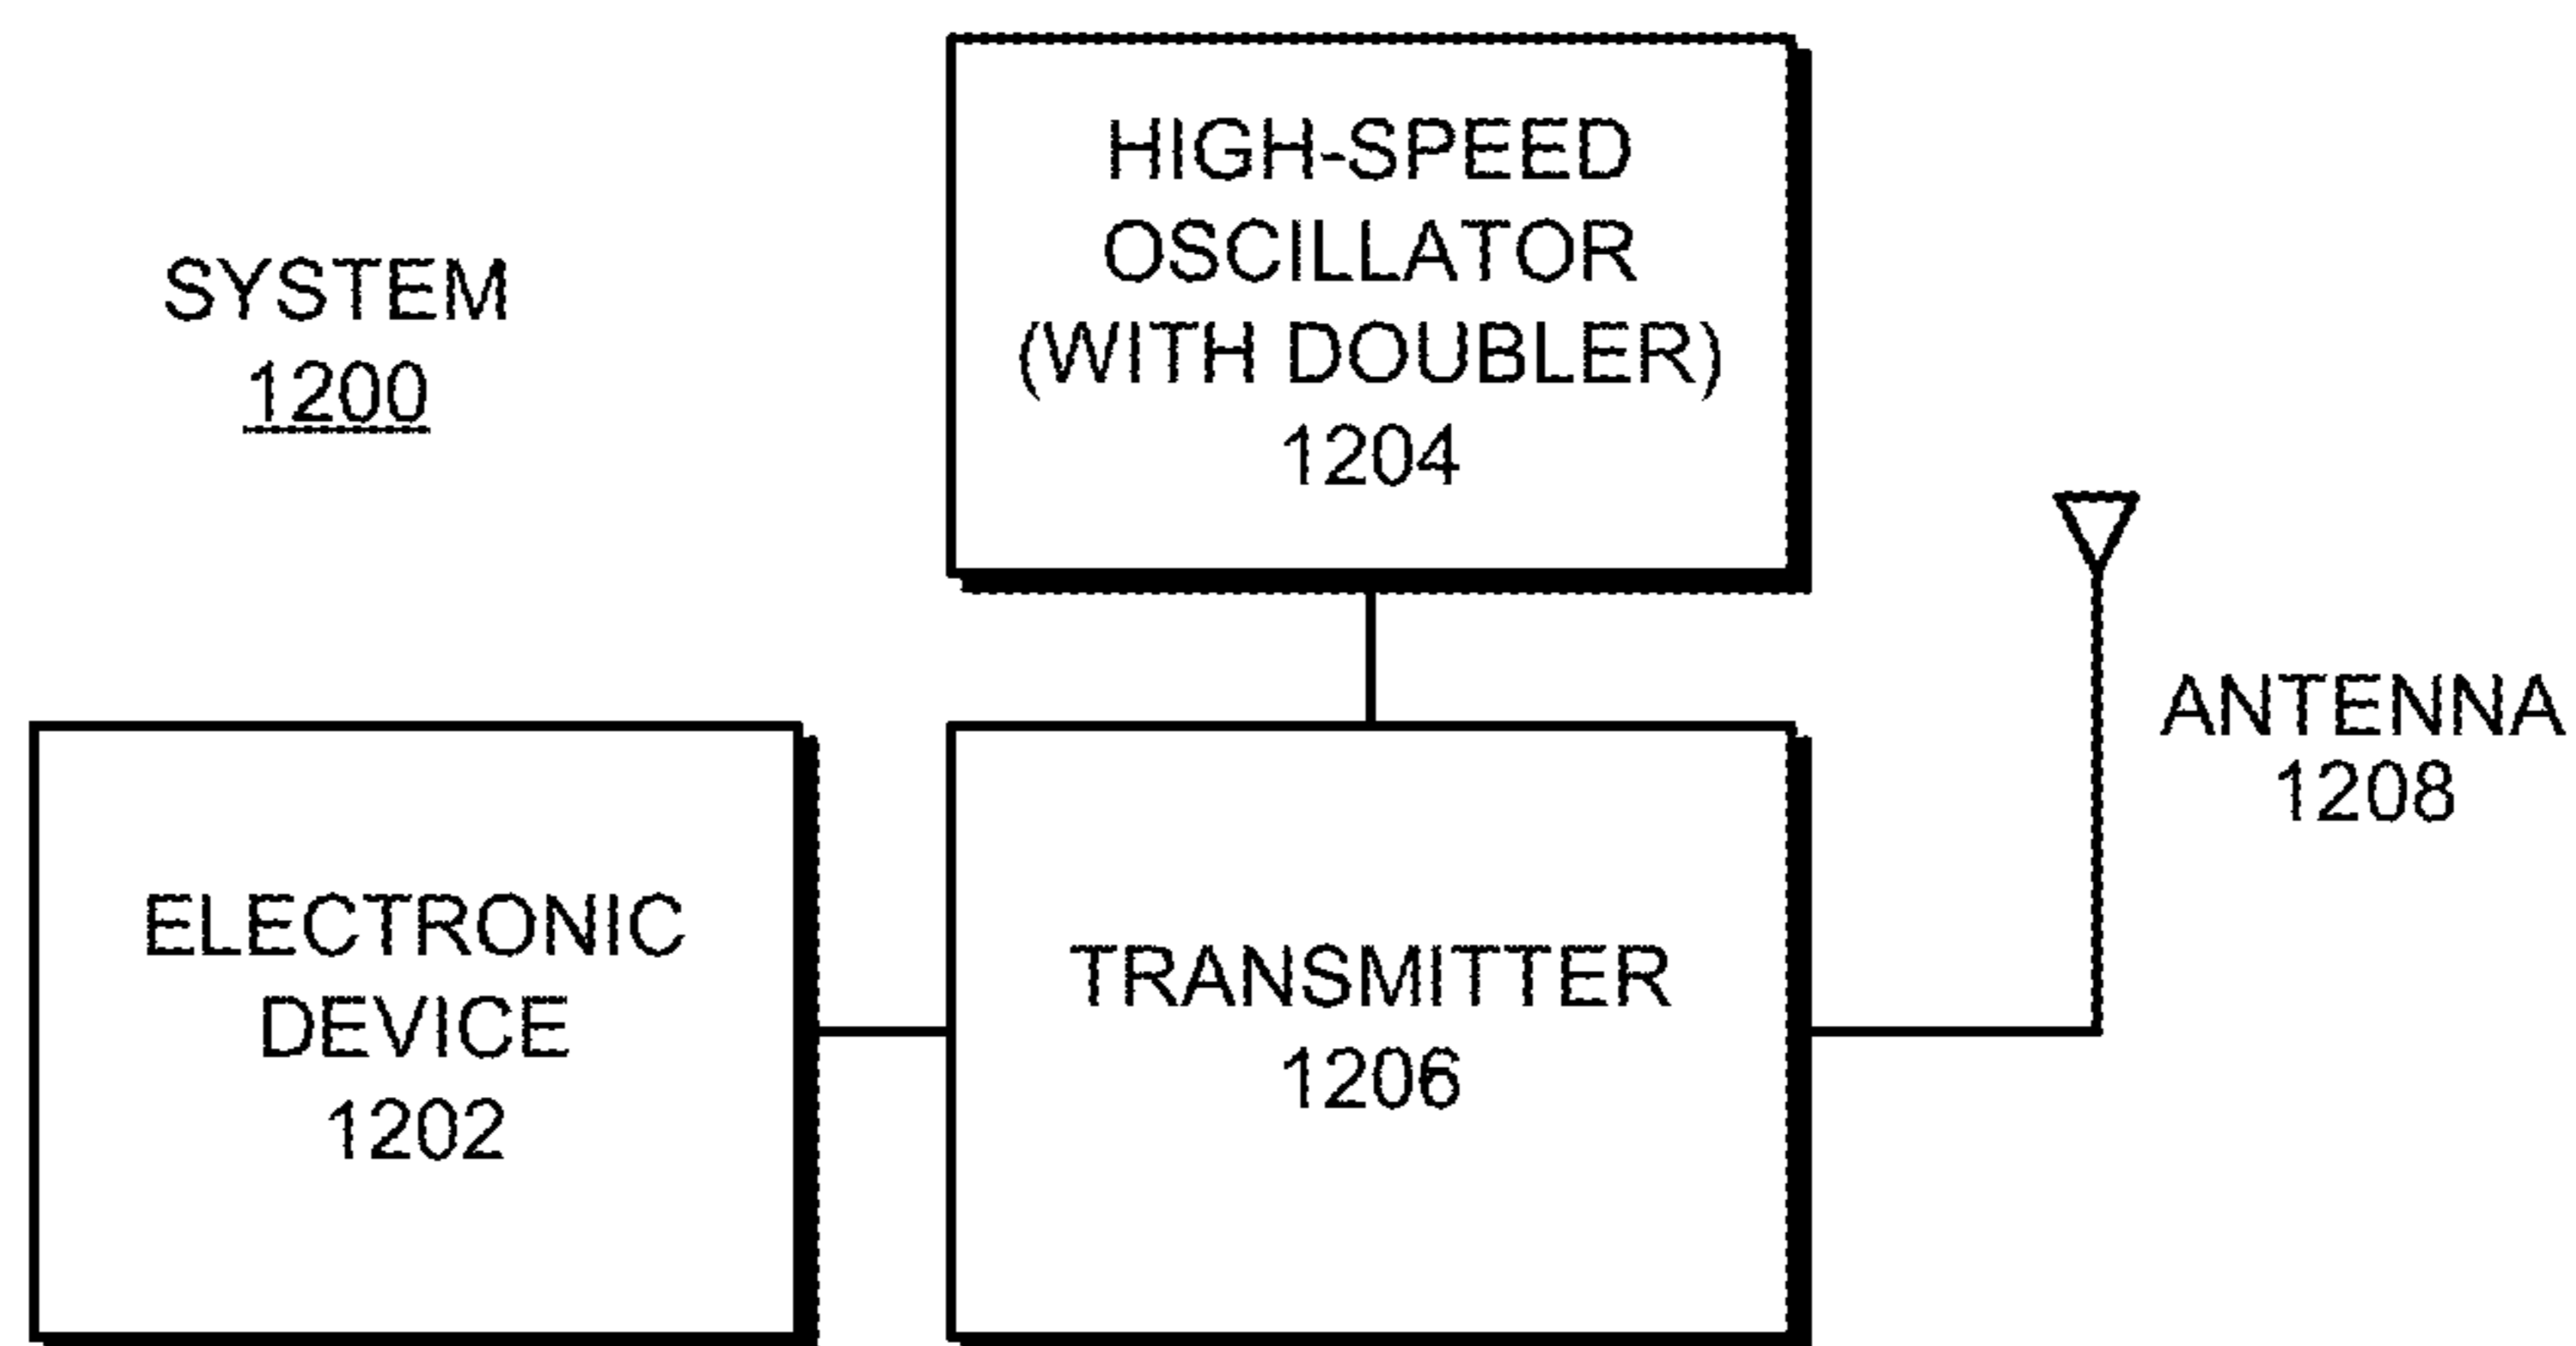 SYSTEM
1200
HIGH-SPEED
OSCILLATOR
(WITH DOUBLER)
1204
ANTENNA
1208
ELECTRONIC
DEVICE
1202
TRANSMITTER
1206